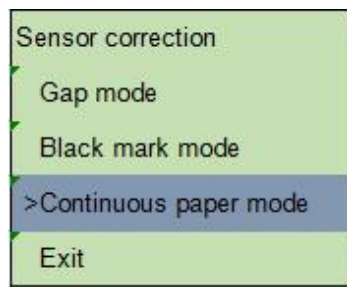 Sensor correction
Gap mode
Black mark mode
>Continuous paper mode
Exit